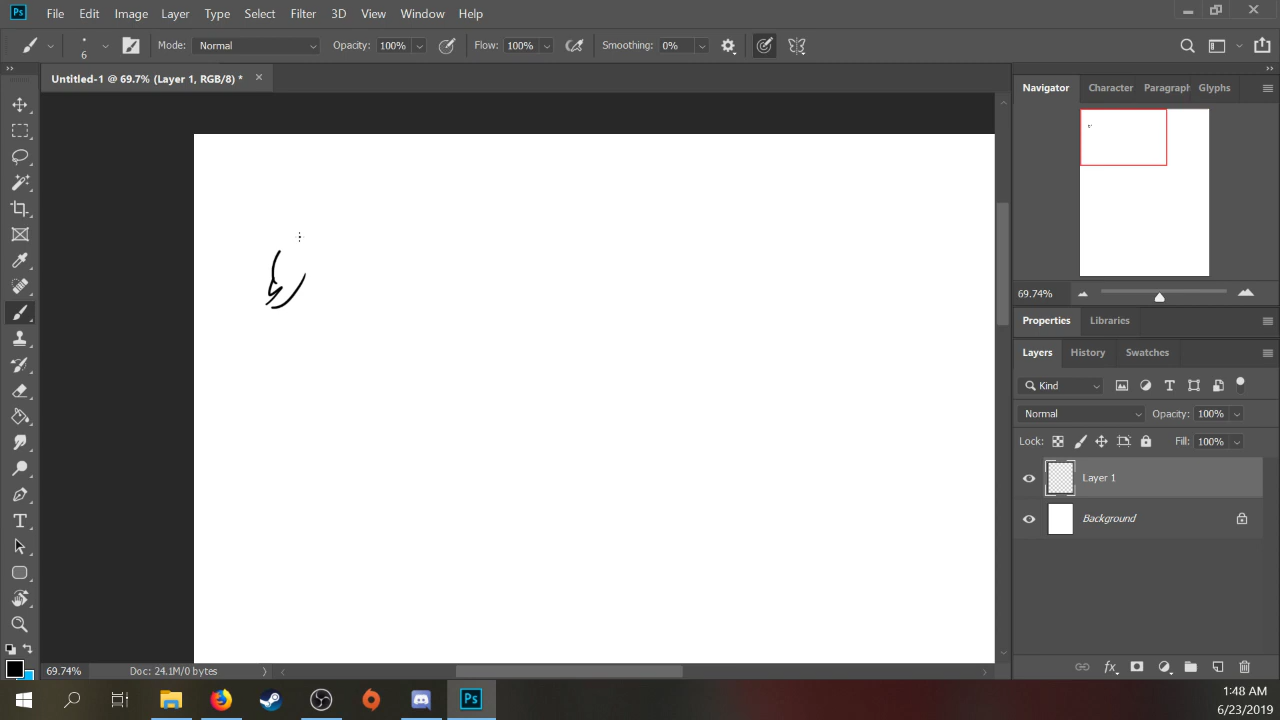 Ps File Edit Image Layer Type Select Filter 3D View Window Help
6 Mode: Normal Opacity: 100% Flow: 100% Smoothing: 0%
Untitled-1 @ 69.7% (Layer 1, RGB/8) *
Navigator Character Paragraph Glyphs
69.74%
Properties Libraries
Layers History Swatches
Kind
Normal Opacity: 100%
Lock: Fill: 100%
Layer 1
Background
69.74% Doc: 24.1M/0 bytes
Ps
1:48 AM
6/23/2019